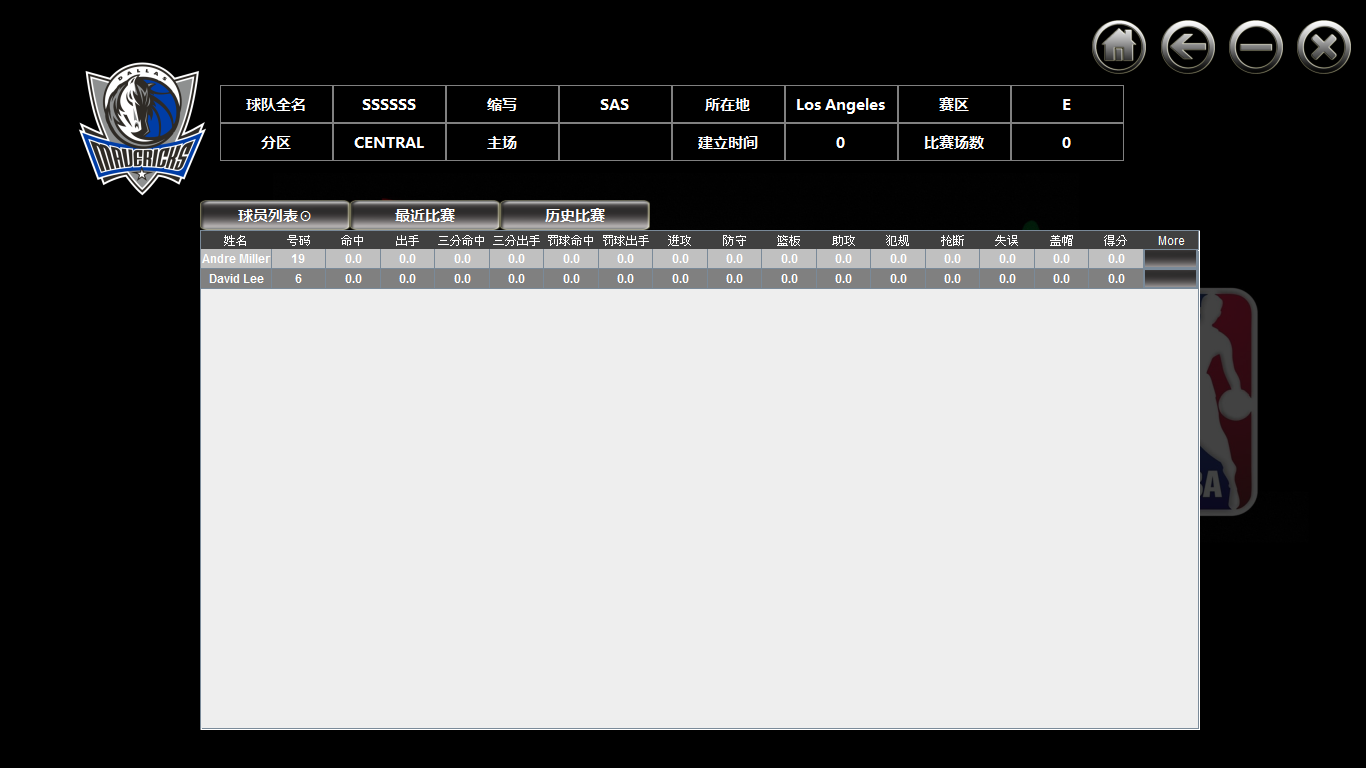 DALLAS
MAVERICKS
球队全名 SSSSSS 缩写 SAS 所在地 Los Angeles 赛区 E
分区 CENTRAL 主场 建立时间 0 比赛场数 0
球员列表⊙ 最近比赛 历史比赛
姓名 号码 命中 出手 三分命中 三分出手 罚球命中 罚球出手 进攻 防守 篮板 助攻 犯规 抢断 失误 盖帽 得分 More
Andre Miller 19 0.0 0.0 0.0 0.0 0.0 0.0 0.0 0.0 0.0 0.0 0.0 0.0 0.0 0.0 0.0
David Lee 6 0.0 0.0 0.0 0.0 0.0 0.0 0.0 0.0 0.0 0.0 0.0 0.0 0.0 0.0 0.0